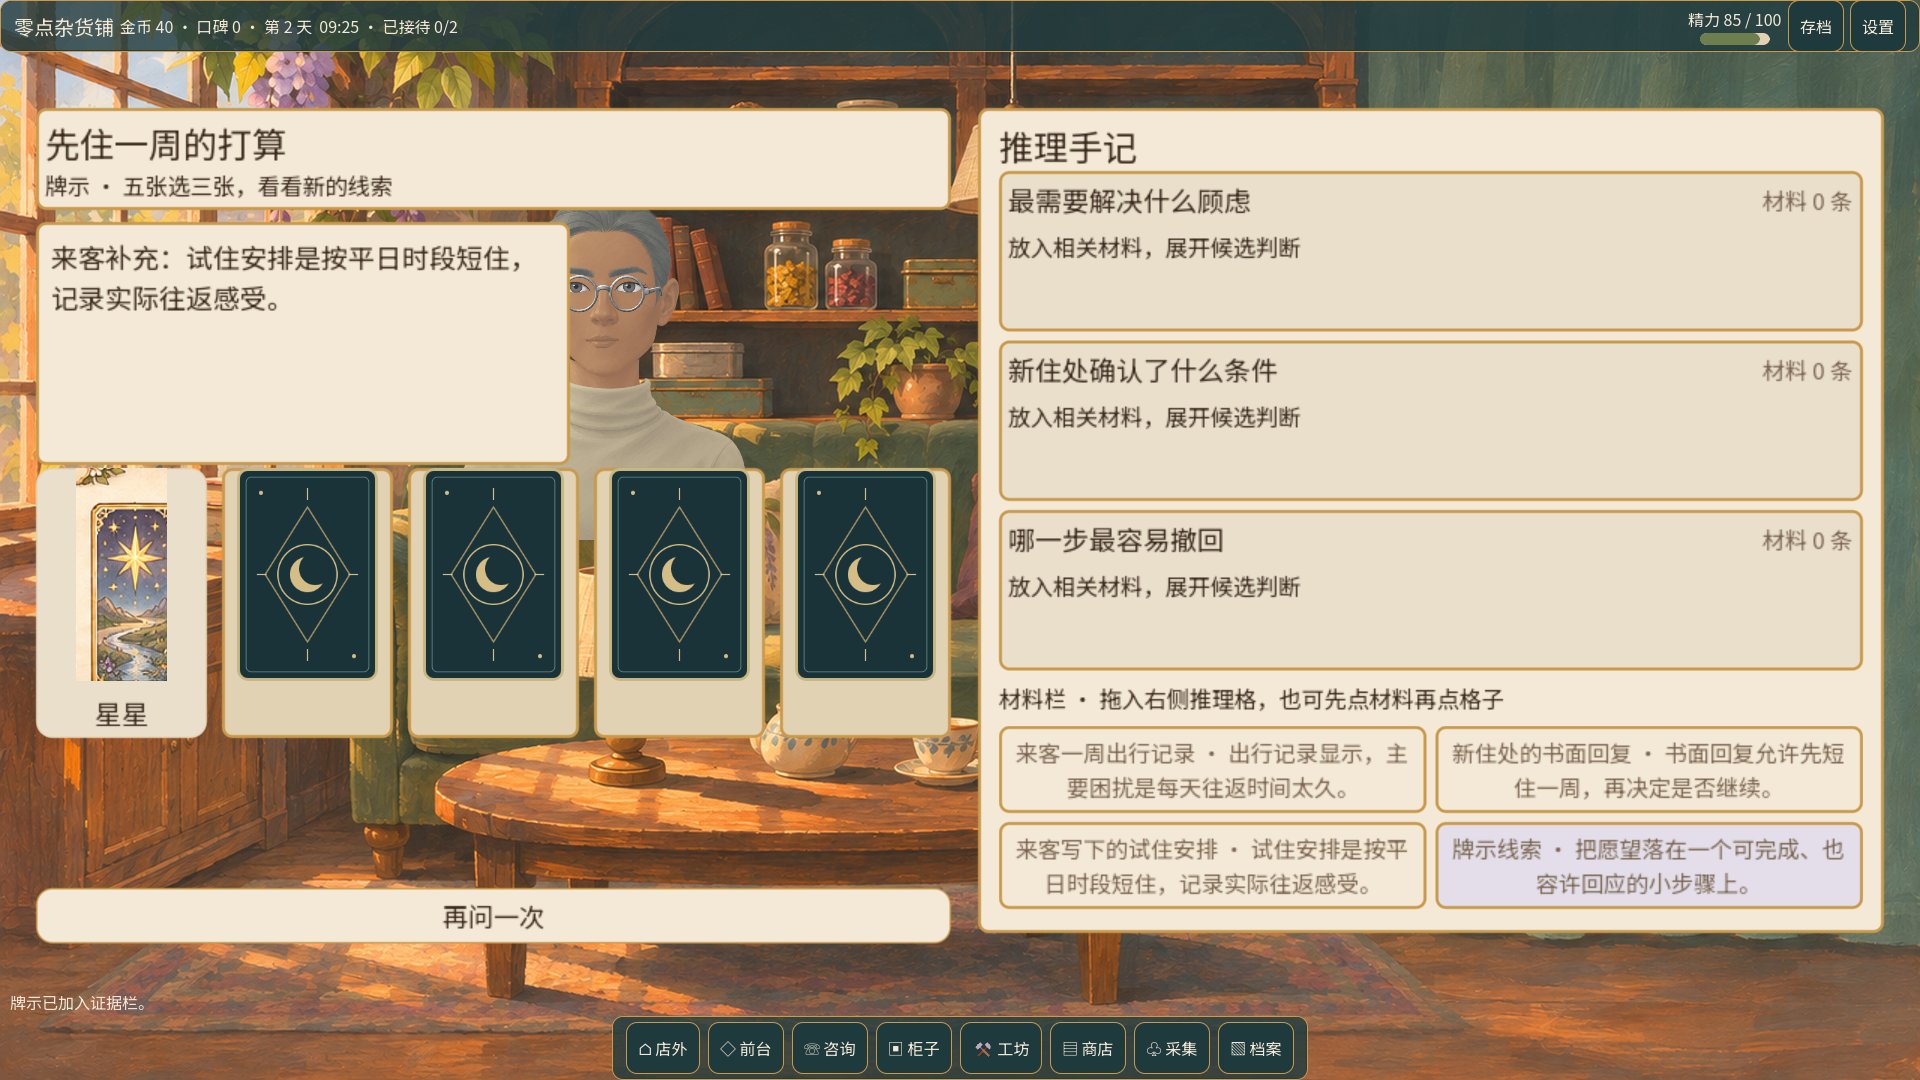 零点杂货铺 金币 40 · 口碑 0 · 第 2 天 09:25 · 已接待 0/2
精力 85 / 100
存档
设置
先住一周的打算
牌示 · 五张选三张，看看新的线索
来客补充：试住安排是按平日时段短住，
记录实际往返感受。
星星
再问一次
推理手记
最需要解决什么顾虑
材料 0 条
放入相关材料，展开候选判断
新住处确认了什么条件
材料 0 条
放入相关材料，展开候选判断
哪一步最容易撤回
材料 0 条
放入相关材料，展开候选判断
材料栏 · 拖入右侧推理格，也可先点材料再点格子
来客一周出行记录 · 出行记录显示，主
要困扰是每天往返时间太久。
新住处的书面回复 · 书面回复允许先短
住一周，再决定是否继续。
来客写下的试住安排 · 试住安排是按平
日时段短住，记录实际往返感受。
牌示线索 · 把愿望落在一个可完成、也
容许回应的小步骤上。
牌示已加入证据栏。
店外
前台
咨询
柜子
工坊
商店
采集
档案